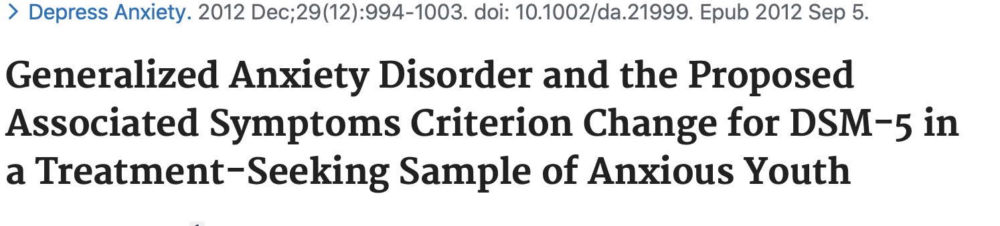 > Depress Anxiety. 2012 Dec;29(12):994-1003. doi: 10.1002/da.21999. Epub 2012 Sep 5.
Generalized Anxiety Disorder and the Proposed
Associated Symptoms Criterion Change for DSM-5 in
a Treatment-Seeking Sample of Anxious Youth